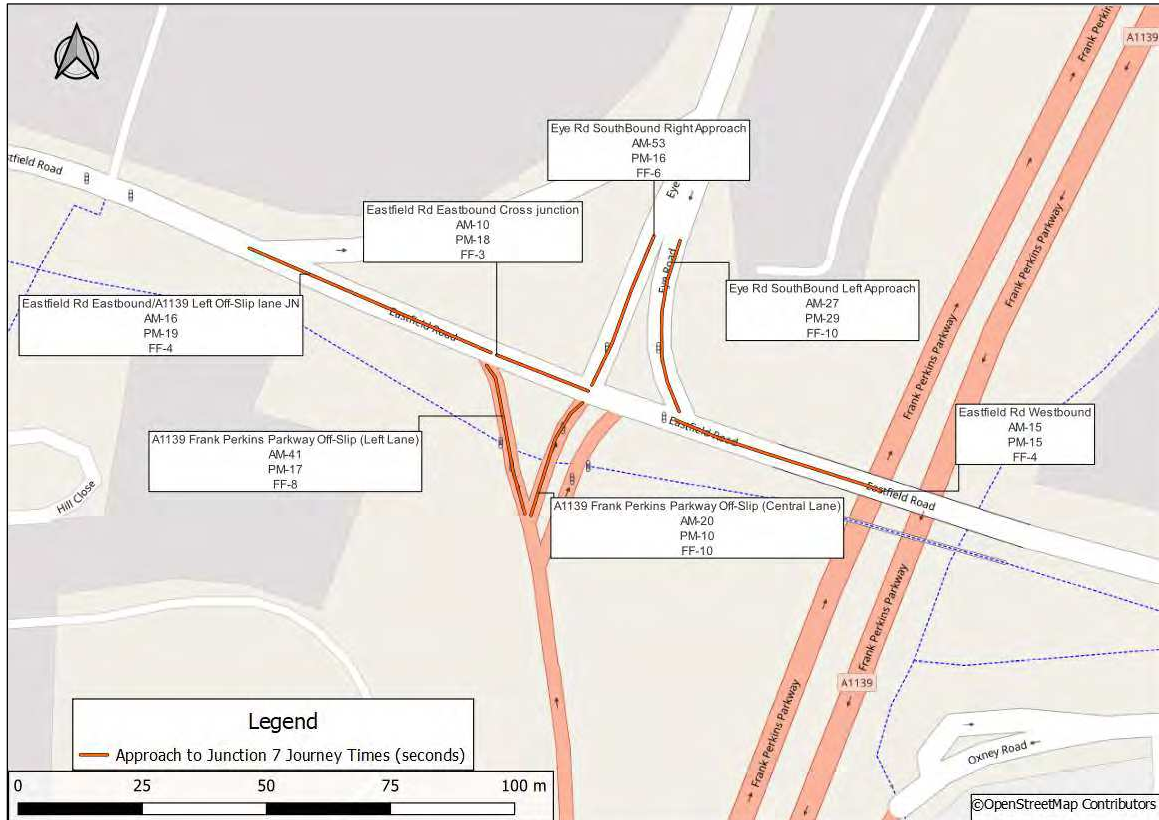 A1139
Frank Perkin
Eye Rd SouthBound Right Approach
AM-53
PM-16
FF-6
stfield Road
Eye
Eastfield Rd Eastbound Cross junction
AM-10
PM-18
FF-3
Frank Perkins Parkway
Frank Perkins Parkway
Eye Road
Eye Rd SouthBound Left Approach
AM-27
PM-29
FF-10
Eastfield Rd Eastbound/A1139 Left Off-Slip lane JN
AM-16
PM-19
FF-4
Eastfield Road
Frank Perkins Parkway
Eastfield Rd Westbound
AM-15
PM-15
FF-4
Eastfield Road
A1139 Frank Perkins Parkway Off-Slip (Left Lane)
AM-41
PM-17
FF-8
Hill Close
Eastfield Road
A1139 Frank Perkins Parkway Off-Slip (Central Lane)
AM-20
PM-10
FF-10
Frank Perkins Parkway
A1139
Frank Perkins Parkway
Oxney Road
Legend
Approach to Junction 7 Journey Times (seconds)
0 25 50 100 m
©OpenStreetMap Contributors